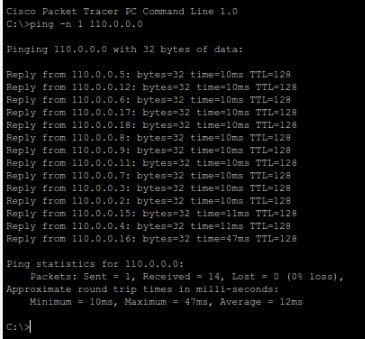 Cisco Packet Tracer PC Command Line 1.0
C:\>ping -n 1 110.0.0.0
Pinging 110.0.0.0 with 32 bytes of data:
Reply from 110.0.0.5: bytes=32 time=10ms TTL=128
Reply from 110.0.0.12: bytes=32 time=10ms TTL=128
Reply from 110.0.0.6: bytes=32 time=10ms TTL=128
Reply from 110.0.0.17: bytes=32 time=10ms TTL=128
Reply from 110.0.0.18: bytes=32 time=10ms TTL=128
Reply from 110.0.0.8: bytes=32 time=10ms TTL=128
Reply from 110.0.0.9: bytes=32 time=10ms TTL=128
Reply from 110.0.0.11: bytes=32 time=10ms TTL=128
Reply from 110.0.0.7: bytes=32 time=10ms TTL=128
Reply from 110.0.0.3: bytes=32 time=10ms TTL=128
Reply from 110.0.0.2: bytes=32 time=10ms TTL=128
Reply from 110.0.0.15: bytes=32 time=11ms TTL=128
Reply from 110.0.0.4: bytes=32 time=11ms TTL=128
Reply from 110.0.0.16: bytes=32 time=47ms TTL=128
Ping statistics for 110.0.0.0:
Packets: Sent = 1, Received = 14, Lost = 0 (0% loss),
Approximate round trip times in milli-seconds:
Minimum = 10ms, Maximum = 47ms, Average = 12ms
C:\>